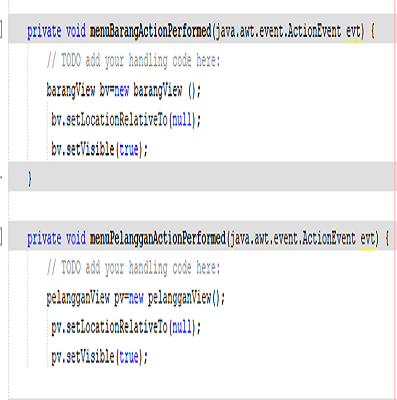 private void menuBarangActionPerformed(java.awt.event.ActionEvent evt) {
// TODO add your handling code here:
barangView bv=new barangView ();
bv.setLocationRelativeTo(null);
bv.setVisible(true);
}
private void menuPelangganActionPerformed(java.awt.event.ActionEvent evt) {
// TODO add your handling code here:
pelangganView pv=new pelangganView();
pv.setLocationRelativeTo(null);
pv.setVisible(true);